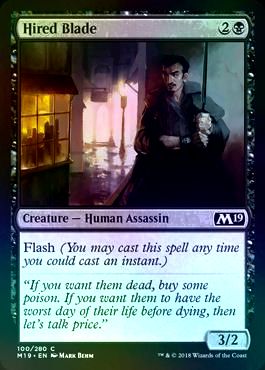 Hired Blade 2
Creature — Human Assassin M19
Flash (You may cast this spell any time
you could cast an instant.)
“If you want them dead, buy some
poison. If you want them to have the
worst day of their life before dying, then
let’s talk price.”
3/2
100/280 C
M19 • EN Mark Behm ™ & © 2018 Wizards of the Coast